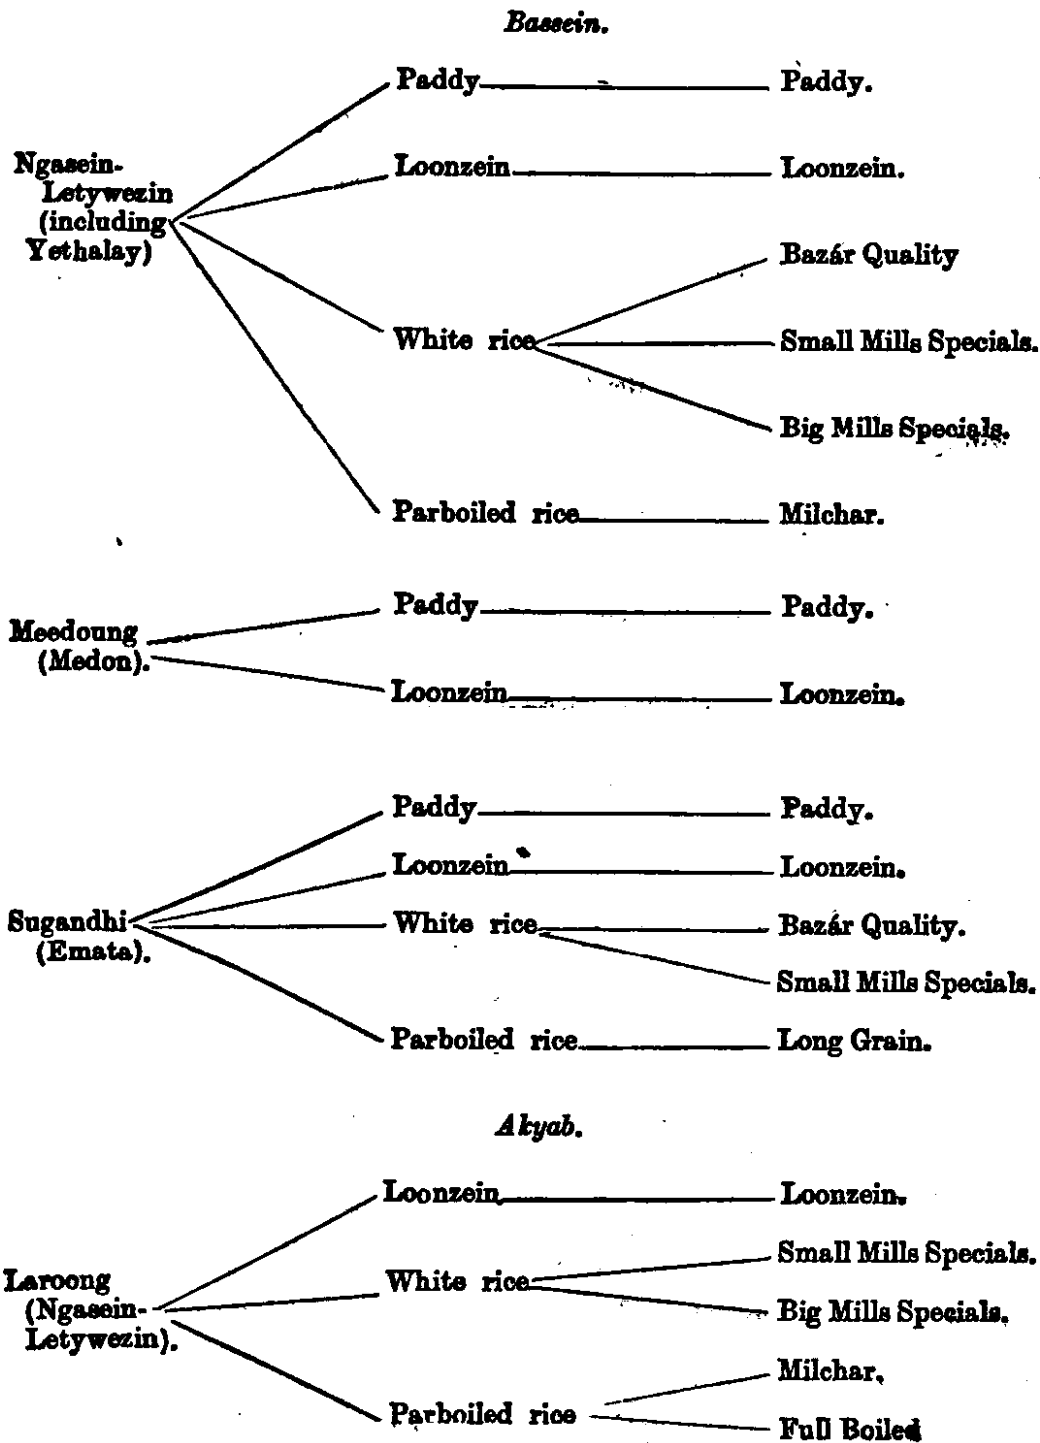 Bassein.
Paddy Paddy.
Ngasein-
Loonzein Loonzein.
Letywezin
(including
Yethalay)
Bazár Quality
White rice Small Mills Specials.
Big Mills Specials.
Parboiled rice Milchar.
Paddy Paddy.
Meedoung
(Medon).
Loonzein Loonzein.
Paddy Paddy.
Loonzein Loonzein.
Sugandhi White rice Bazár Quality.
(Emata).
Small Mills Specials.
Parboiled rice Long Grain.
Akyab.
Loonzein Loonzein.
Small Mills Specials.
Laroong White rice
(Ngasein- Big Mills Specials.
Letywezin).
Milchar.
Parboiled rice
Full Boiled